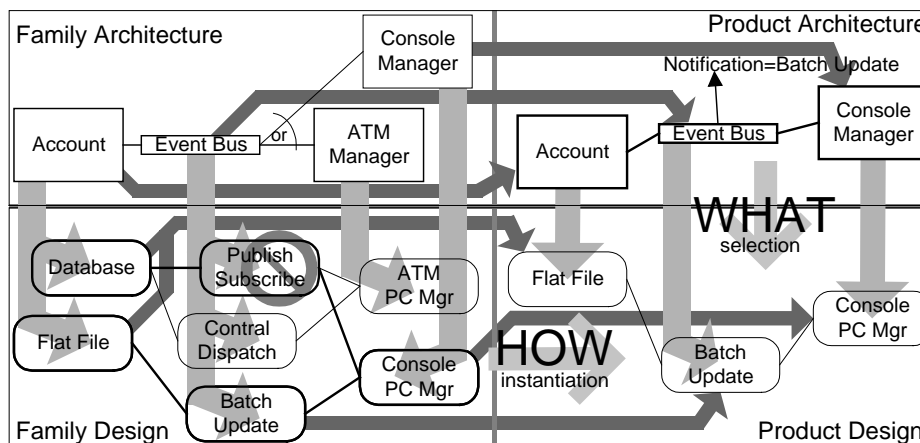 Family Architecture
Console
Manager
Account
Event Bus
or
ATM
Manager
Product Architecture
Notification=Batch Update
Account
Event Bus
Console
Manager
WHAT
selection
Database
Publish
Subscribe
ATM
PC Mgr
Flat File
Contral
Dispatch
Console
PC Mgr
Batch
Update
Family Design
HOW
instantiation
Flat File
Batch
Update
Console
PC Mgr
Product Design